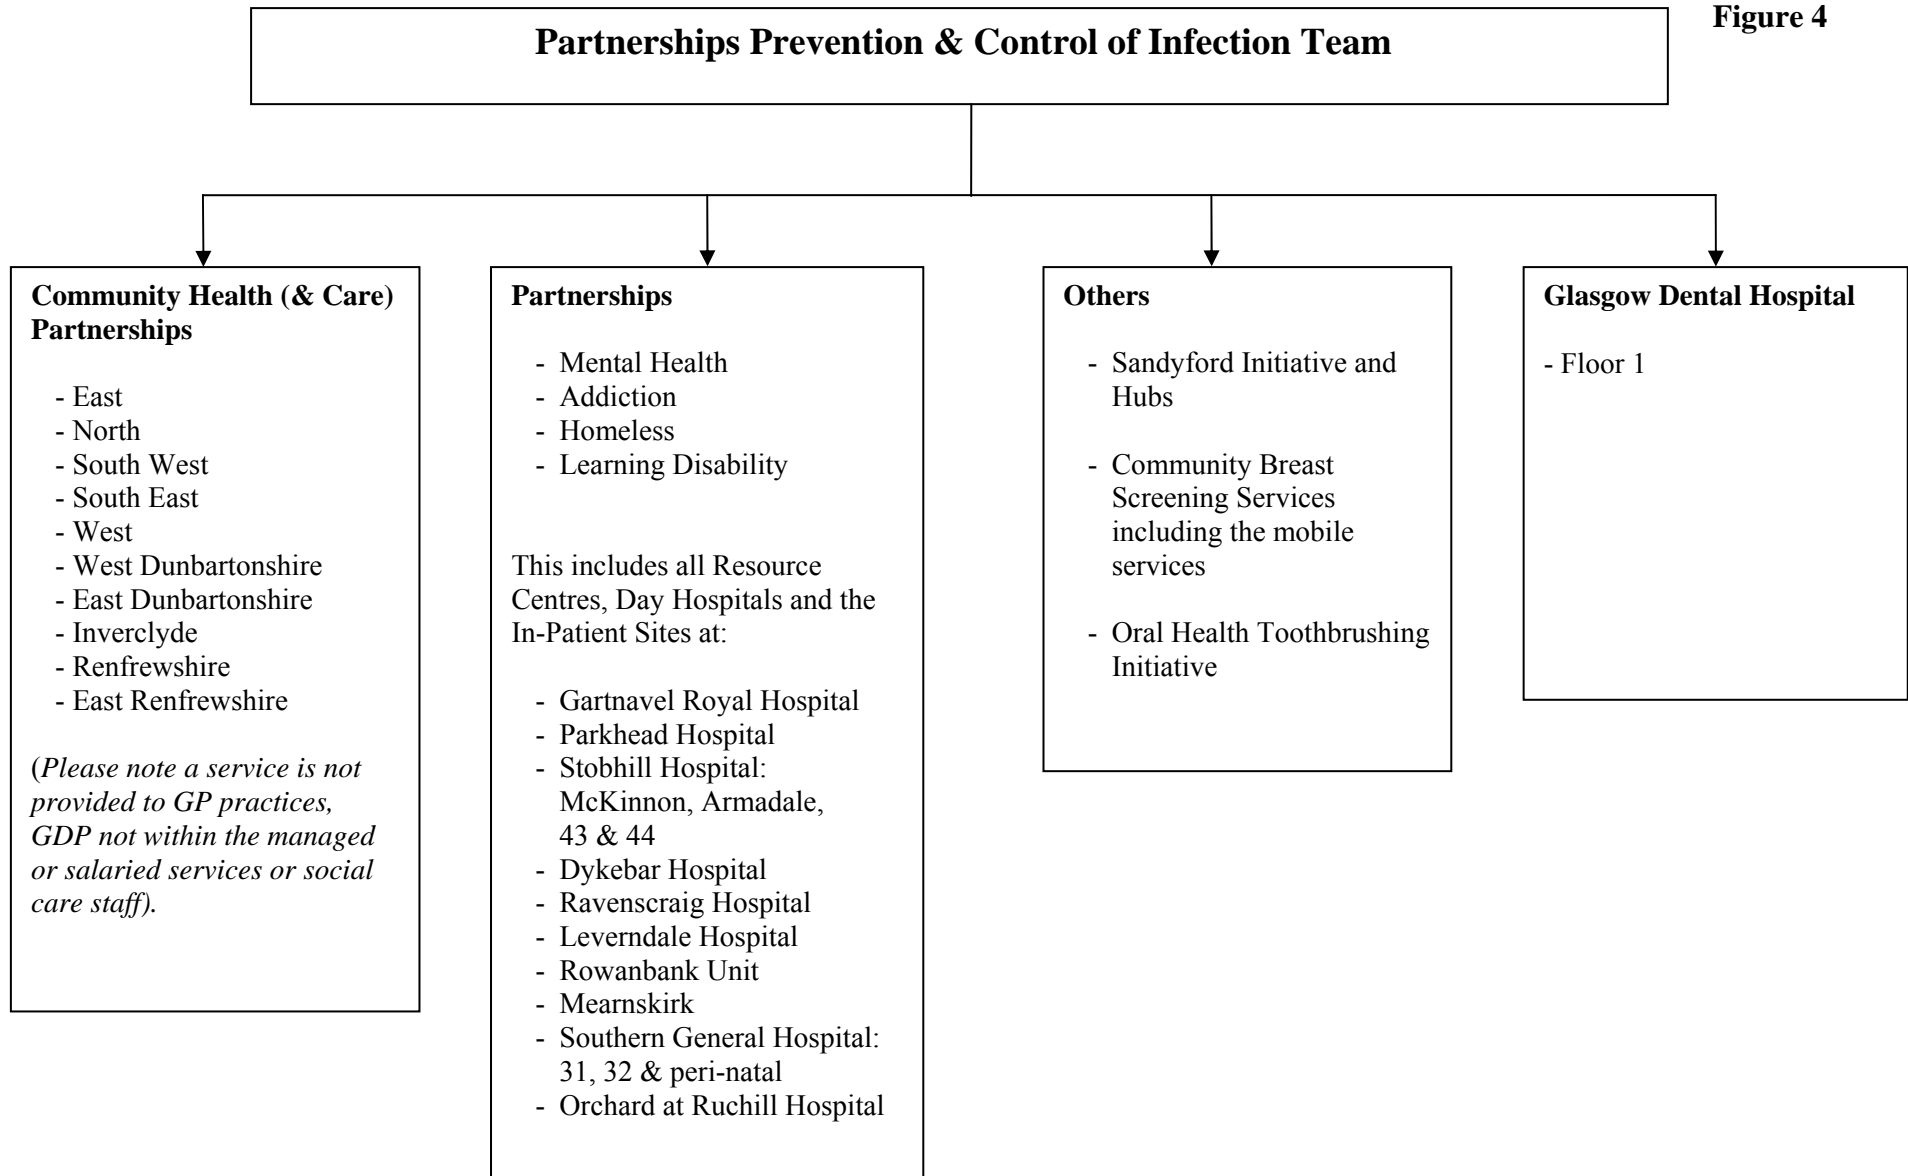 Figure 4
Partnerships Prevention & Control of Infection Team
Community Health (& Care)
Partnerships
- East
- North
- South West
- South East
- West
- West Dunbartonshire
- East Dunbartonshire
- Inverclyde
- Renfrewshire
- East Renfrewshire
(Please note a service is not
provided to GP practices,
GDP not within the managed
or salaried services or social
care staff).
Partnerships
- Mental Health
- Addiction
- Homeless
- Learning Disability
This includes all Resource
Centres, Day Hospitals and the
In-Patient Sites at:
- Gartnavel Royal Hospital
- Parkhead Hospital
- Stobhill Hospital:
McKinnon, Armadale,
43 & 44
- Dykebar Hospital
- Ravenscraig Hospital
- Leverndale Hospital
- Rowanbank Unit
- Mearnskirk
- Southern General Hospital:
31, 32 & peri-natal
- Orchard at Ruchill Hospital
Others
- Sandyford Initiative and
Hubs
- Community Breast
Screening Services
including the mobile
services
- Oral Health Toothbrushing
Initiative
Glasgow Dental Hospital
- Floor 1